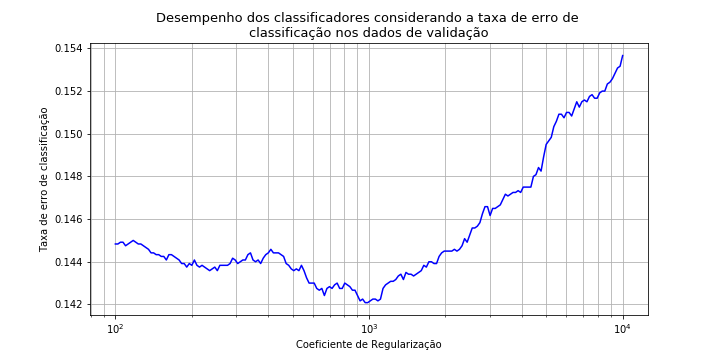 Desempenho dos classificadores considerando a taxa de erro de
classificação nos dados de validação
0.154
0.152
0.150
0.148
0.146
0.144
0.142
Taxa de erro de classificação
10²
10³
10⁴
Coeficiente de Regularização